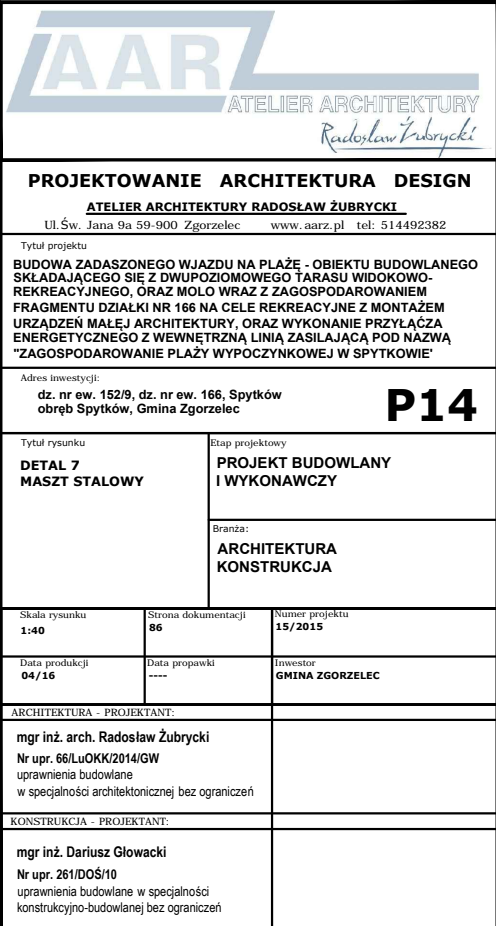 AARZ
ATELIER ARCHITEKTURY
Radosław Żubrycki
PROJEKTOWANIE ARCHITEKTURA DESIGN
ATELIER ARCHITEKTURY RADOSŁAW ŻUBRYCKI
Ul.Św. Jana 9a 59-900 Zgorzelec www.aarz.pl tel: 514492382
Tytuł projektu
BUDOWA ZADASZONEGO WJAZDU NA PLAŻĘ - OBIEKTU BUDOWLANEGO
SKŁADAJĄCEGO SIĘ Z DWUPOZIOMOWEGO TARASU WIDOKOWO-
REKREACYJNEGO, ORAZ MOLO WRAZ Z ZAGOSPODAROWANIEM
FRAGMENTU DZIAŁKI NR 166 NA CELE REKREACYJNE Z MONTAŻEM
URZĄDZEŃ MAŁEJ ARCHITEKTURY, ORAZ WYKONANIE PRZYŁĄCZA
ENERGETYCZNEGO Z WEWNĘTRZNĄ LINIĄ ZASILAJĄCĄ POD NAZWĄ
"ZAGOSPODAROWANIE PLAŻY WYPOCZYNKOWEJ W SPYTKOWIE'
Adres inwestycji:
dz. nr ew. 152/9, dz. nr ew. 166, Spytków
obręb Spytków, Gmina Zgorzelec
P14
Tytuł rysunku
DETAL 7
MASZT STALOWY
Etap projektowy
PROJEKT BUDOWLANY
I WYKONAWCZY
Branża:
ARCHITEKTURA
KONSTRUKCJA
Skala rysunku
1:40
Strona dokumentacji
86
Numer projektu
15/2015
Data produkcji
04/16
Data propawki
----
Inwestor
GMINA ZGORZELEC
ARCHITEKTURA - PROJEKTANT:
mgr inż. arch. Radosław Żubrycki
Nr upr. 66/LuOKK/2014/GW
uprawnienia budowlane
w specjalności architektonicznej bez ograniczeń
KONSTRUKCJA - PROJEKTANT:
mgr inż. Dariusz Głowacki
Nr upr. 261/DOŚ/10
uprawnienia budowlane w specjalności
konstrukcyjno-budowlanej bez ograniczeń